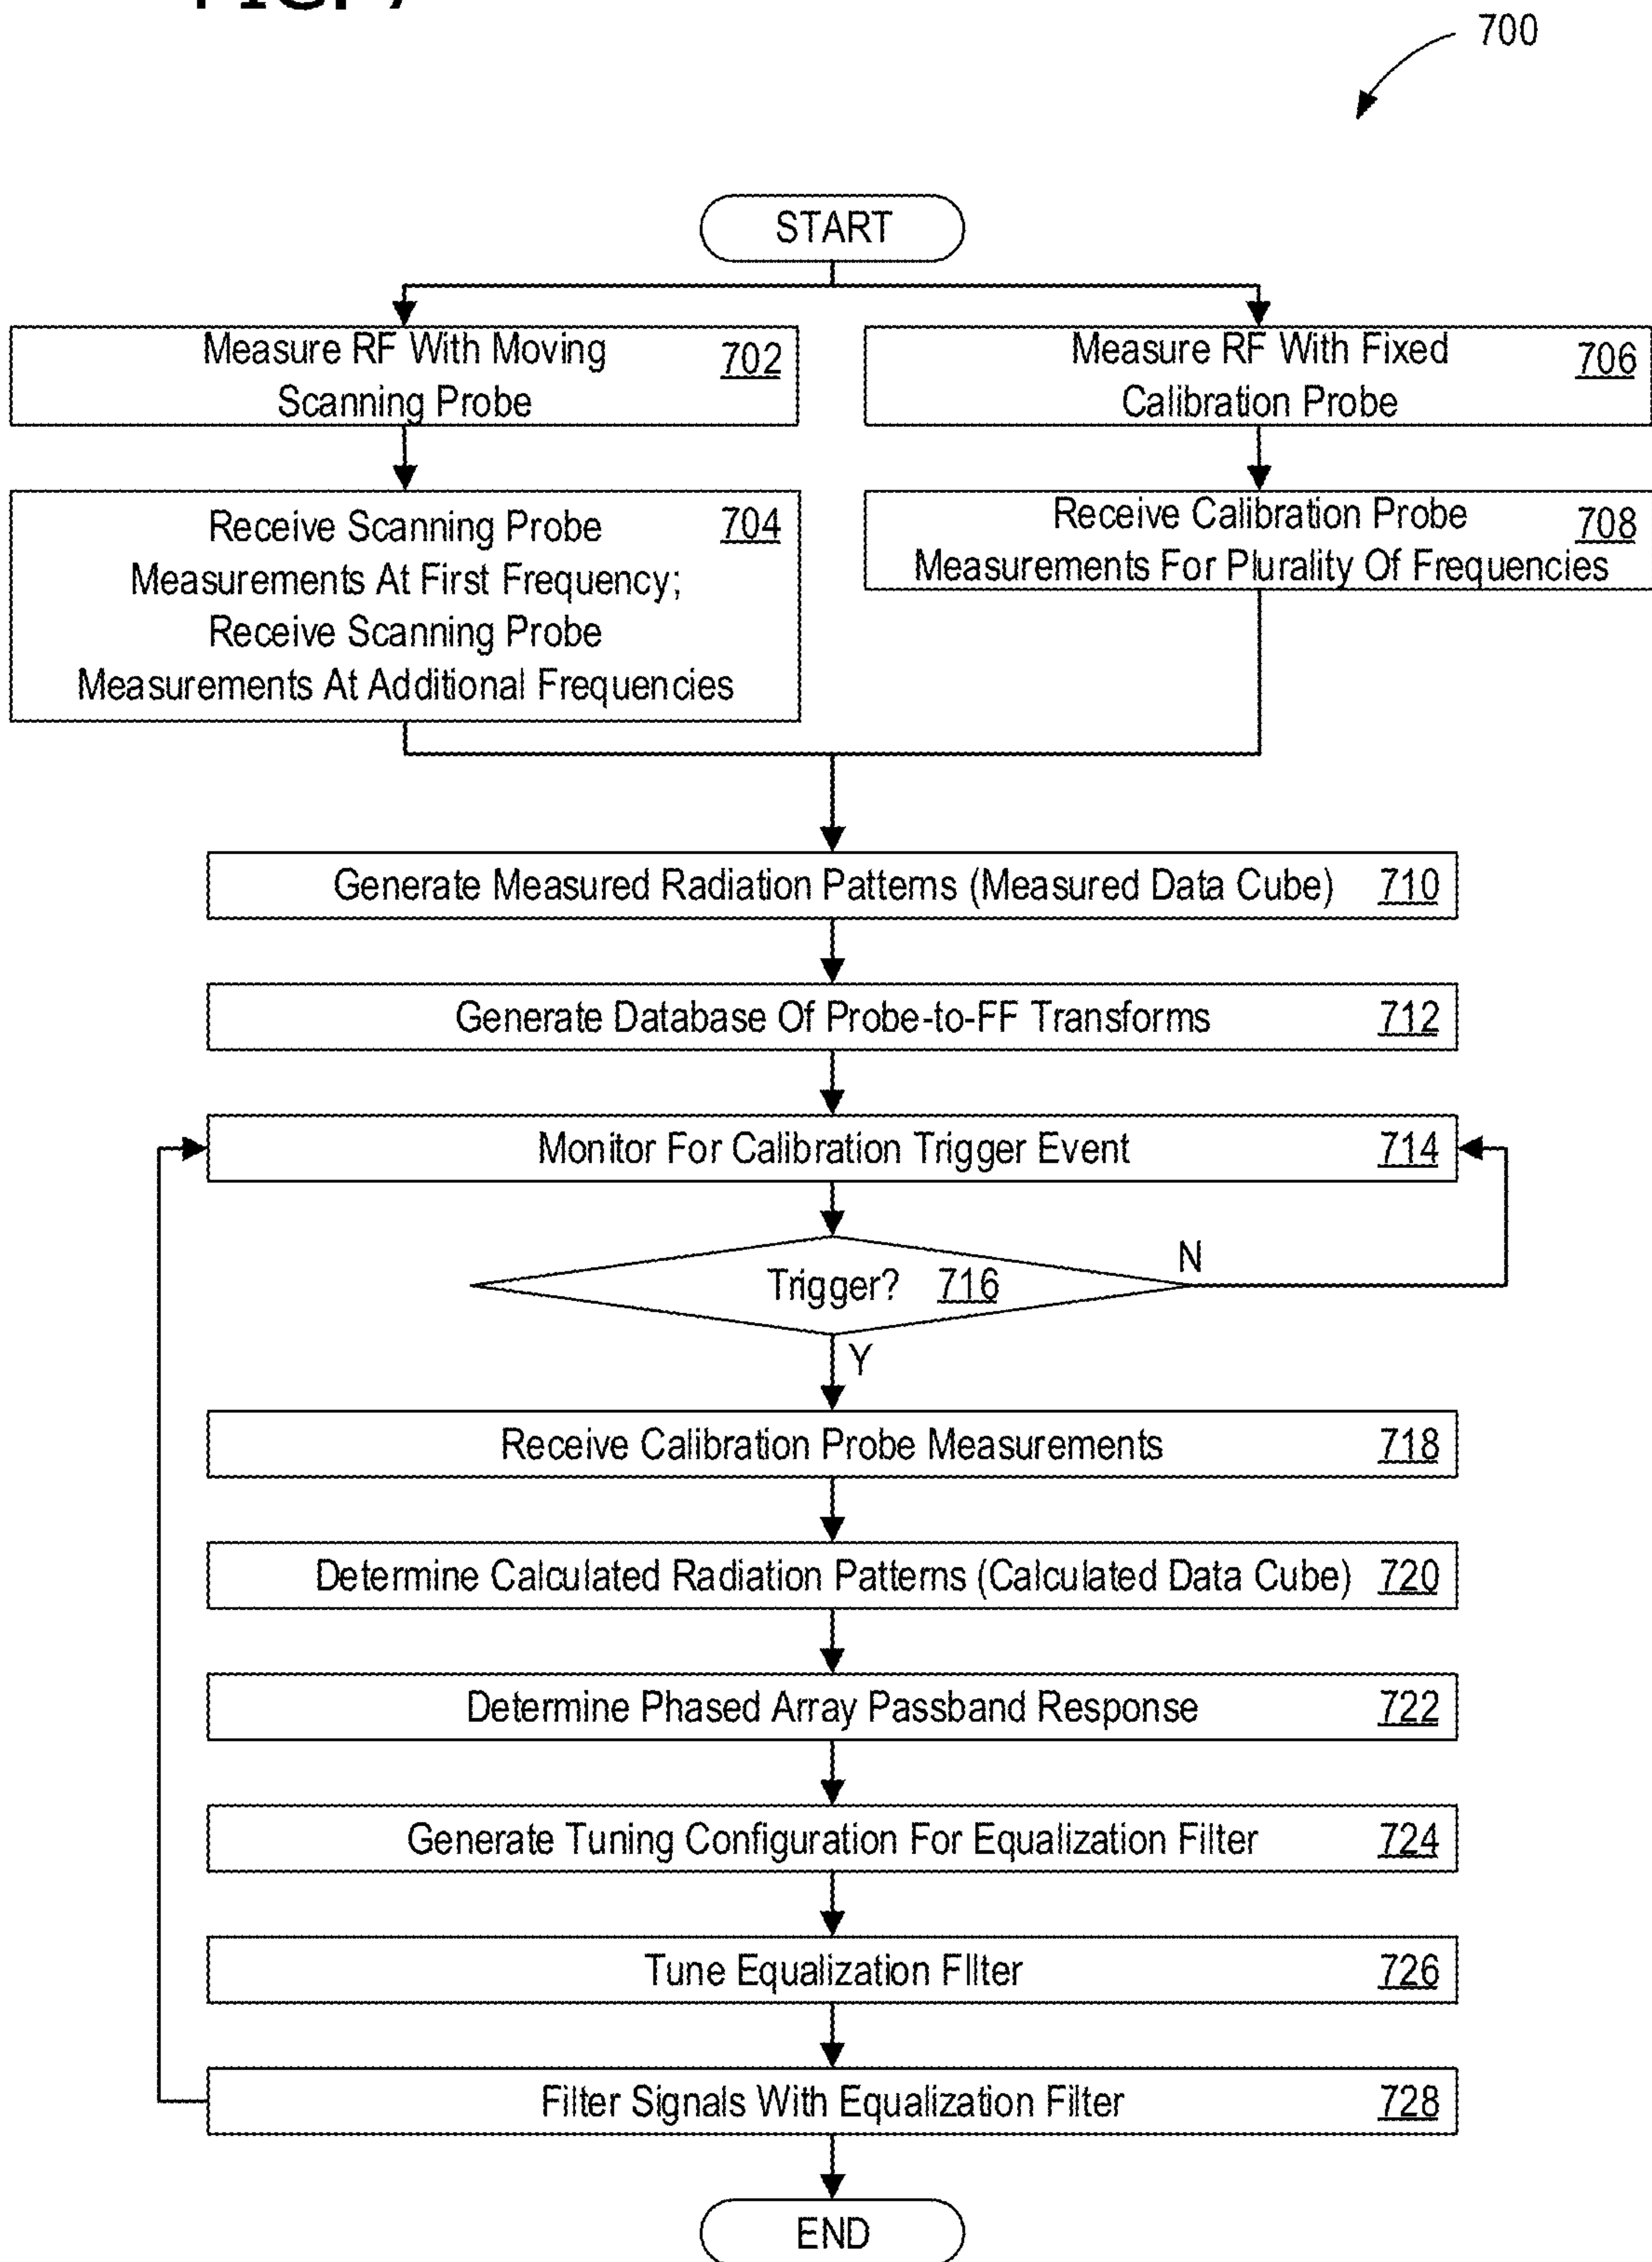 FIG. 7
700
START
Measure RF With Moving
Scanning Probe
702
Measure RF With Fixed
Calibration Probe
706
Receive Scanning Probe
Measurements At First Frequency;
Receive Scanning Probe
Measurements At Additional Frequencies
704
Receive Calibration Probe
Measurements For Plurality Of Frequencies
708
Generate Measured Radiation Patterns (Measured Data Cube) 710
Generate Database Of Probe-to-FF Transforms 712
Monitor For Calibration Trigger Event 714
Trigger? 716
N
Y
Receive Calibration Probe Measurements 718
Determine Calculated Radiation Patterns (Calculated Data Cube) 720
Determine Phased Array Passband Response 722
Generate Tuning Configuration For Equalization Filter 724
Tune Equalization FIlter 726
Filter Signals With Equalization Filter 728
END